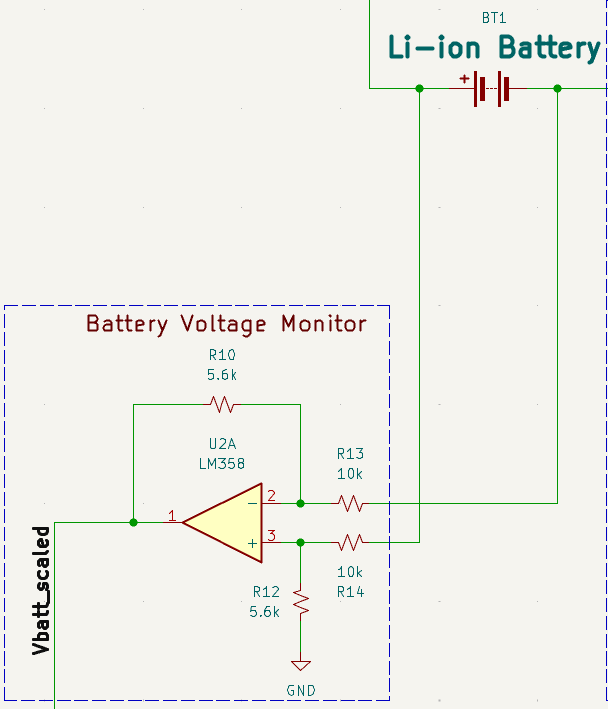 BT1
Li-ion Battery
+
Battery Voltage Monitor
R10
5.6k
U2A
LM358
R13
10k
2
1
3
10k
R14
R12
5.6k
Vbatt_scaled
GND